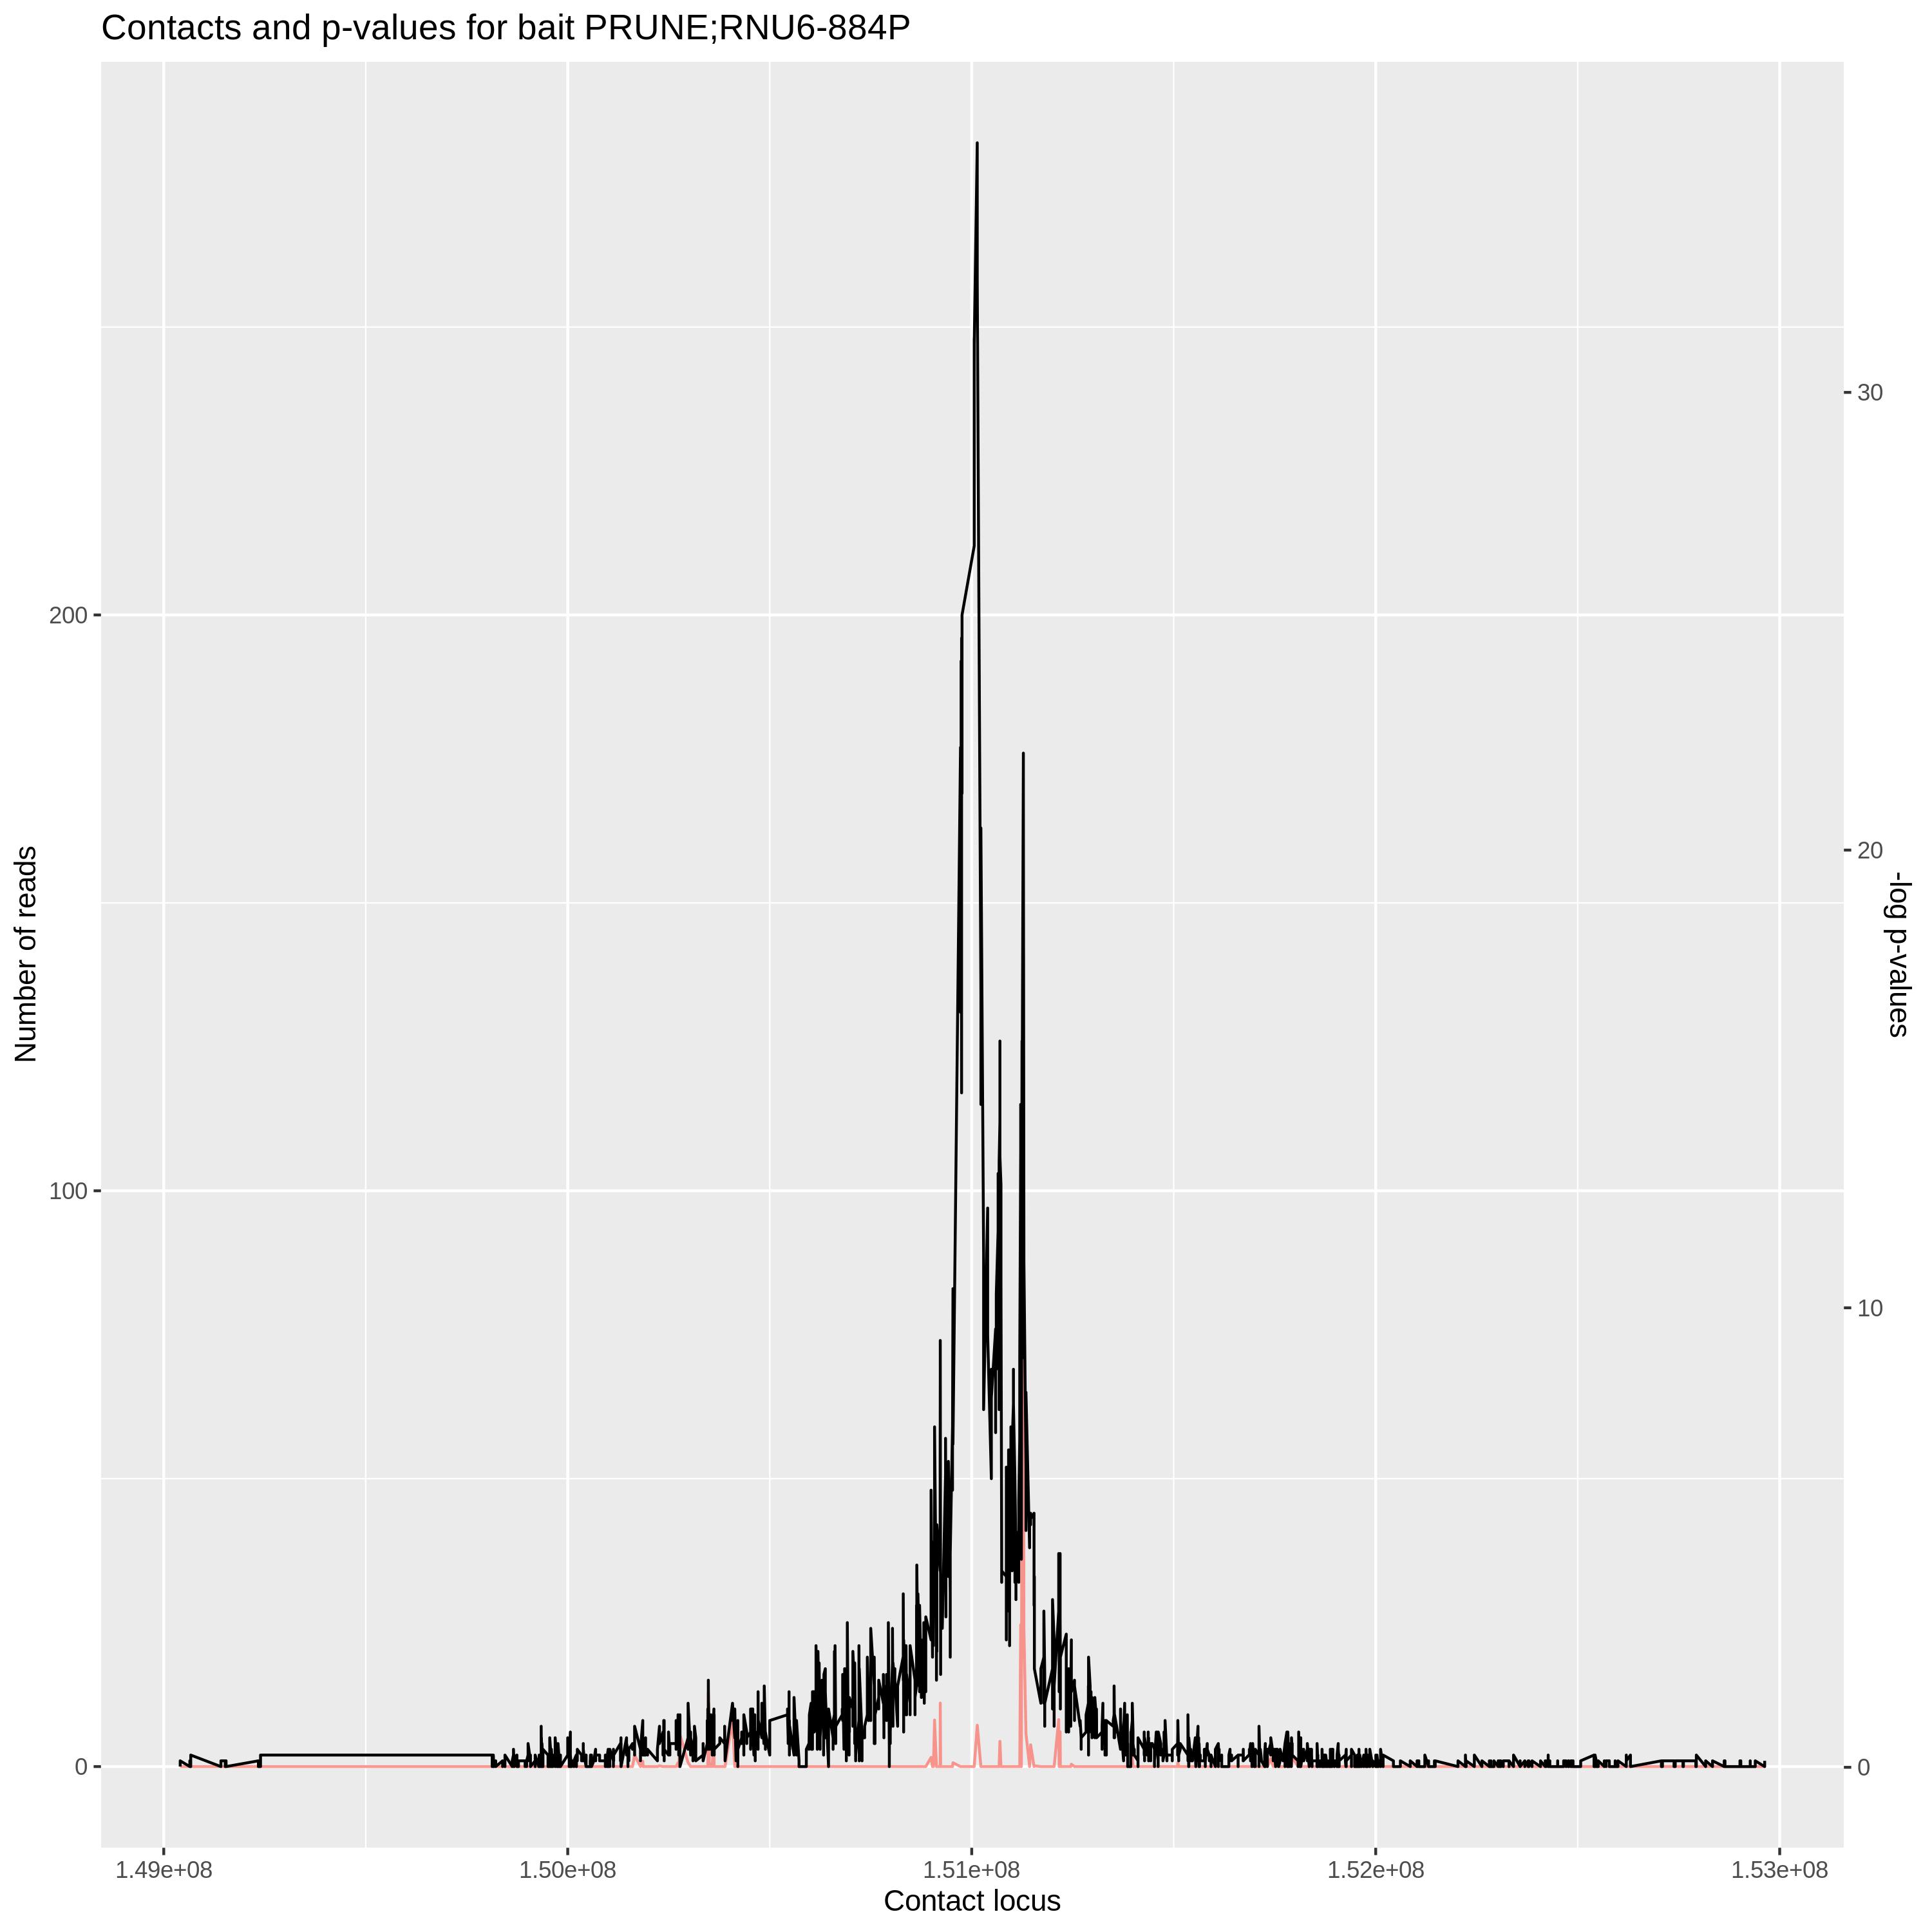 Contacts and p-values for bait PRUNE;RNU6-884P
Number of reads
200
100
0
30
20
10
0
-log p-values
1.49e+08 1.50e+08 1.51e+08 1.52e+08 1.53e+08
Contact locus